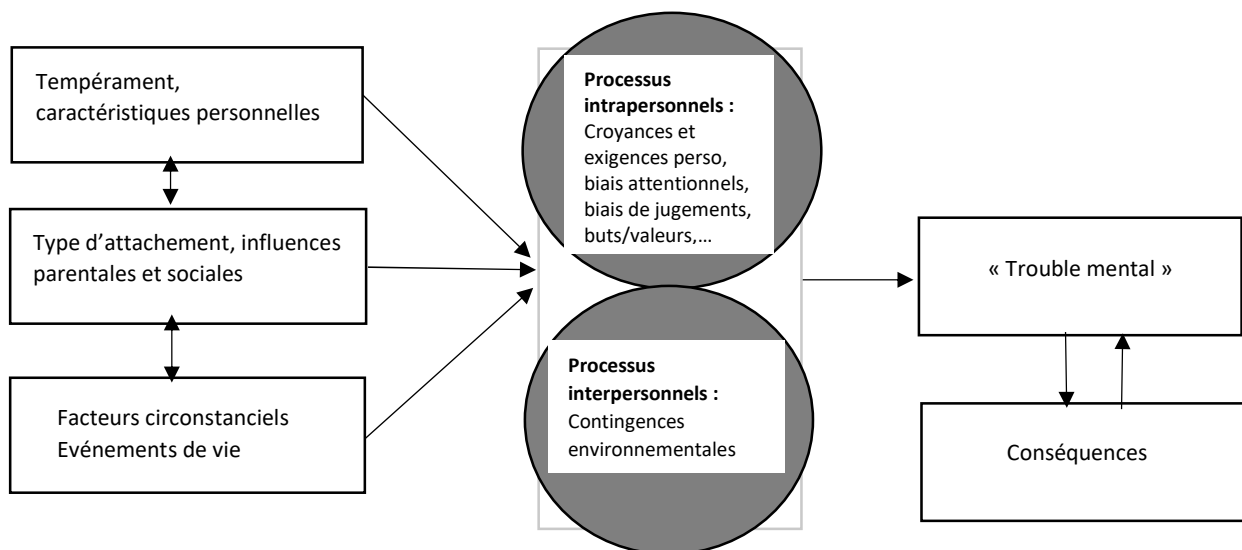 Tempérament,
caractéristiques personnelles
Type d’attachement, influences
parentales et sociales
Facteurs circonstanciels
Evénements de vie
Processus
intrapersonnels :
Croyances et
exigences perso,
biais attentionnels,
biais de jugements,
buts/valeurs,…
Processus
interpersonnels :
Contingences
environnementales
« Trouble mental »
Conséquences